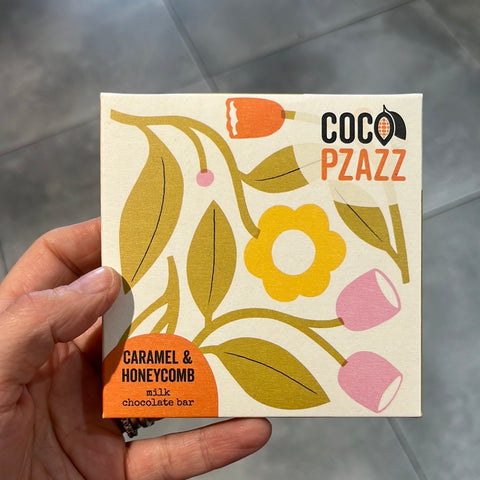 COCO
PZAZZ
CARAMEL &
HONEYCOMB
milk
chocolate bar